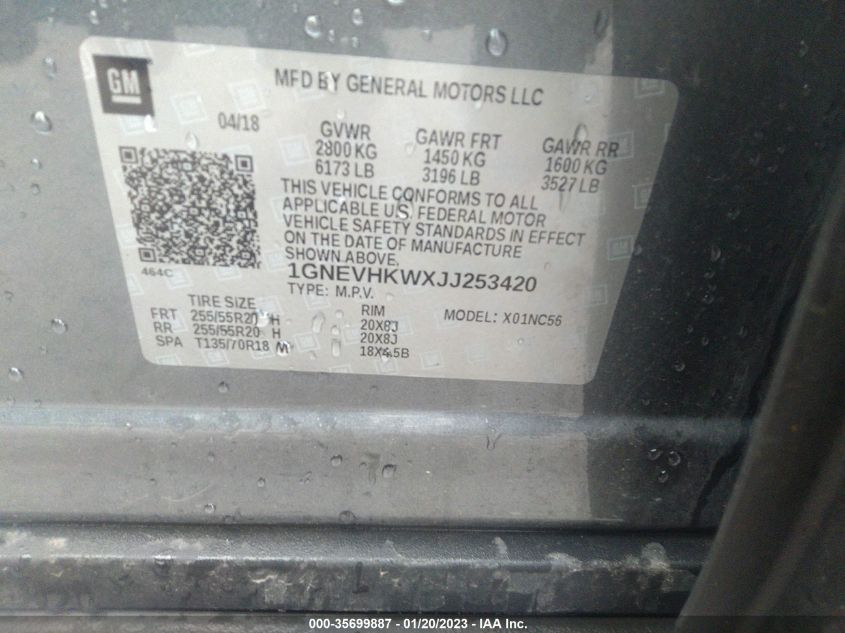 GM
MFD BY GENERAL MOTORS LLC
04/18
GVWR GAWR FRT GAWR RR
2800 KG 1450 KG 1600 KG
6173 LB 3196 LB 3527 LB
THIS VEHICLE CONFORMS TO ALL
APPLICABLE U.S. FEDERAL MOTOR
VEHICLE SAFETY STANDARDS IN EFFECT
ON THE DATE OF MANUFACTURE
SHOWN ABOVE.
464C
1GNEVHKWXJJ253420
TYPE: M.P.V.
TIRE SIZE RIM MODEL: X01NC56
FRT 255/55R20 H 20X8J
RR 255/55R20 H 20X8J
SPA T135/70R18 M 18X4.5B
000-35699887 - 01/20/2023 - IAA Inc.